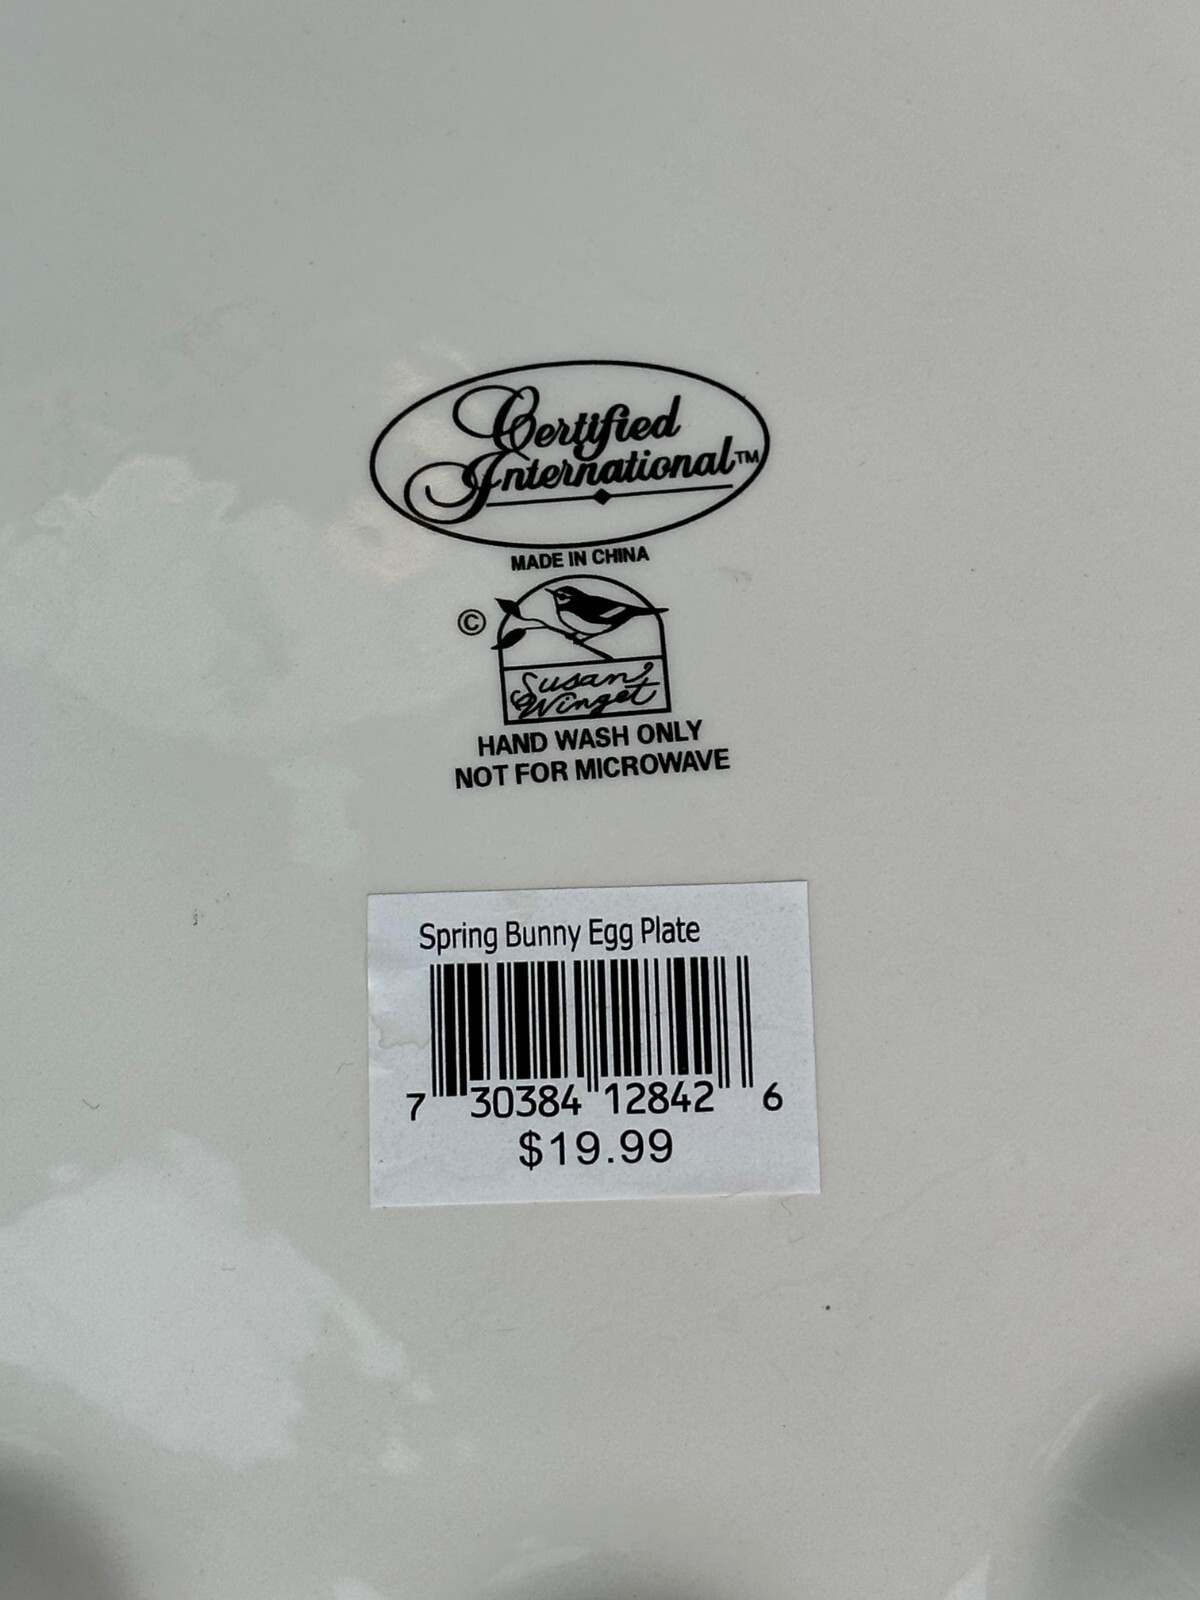 Certified
International™
MADE IN CHINA
©
Susan
Winget
HAND WASH ONLY
NOT FOR MICROWAVE
Spring Bunny Egg Plate
7 30384 12842 6
$19.99